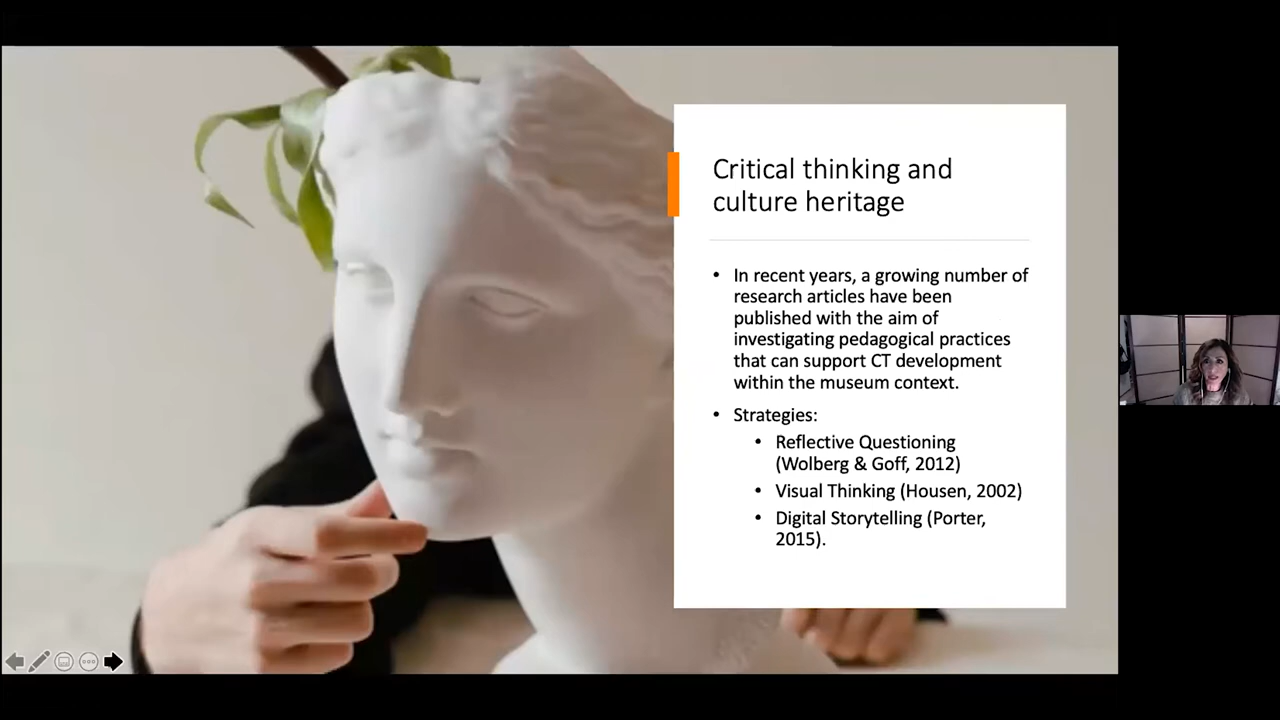 Critical thinking and
culture heritage
• In recent years, a growing number of
research articles have been
published with the aim of
investigating pedagogical practices
that can support CT development
within the museum context.
• Strategies:
• Reflective Questioning
(Wolberg & Goff, 2012)
• Visual Thinking (Housen, 2002)
• Digital Storytelling (Porter,
2015).